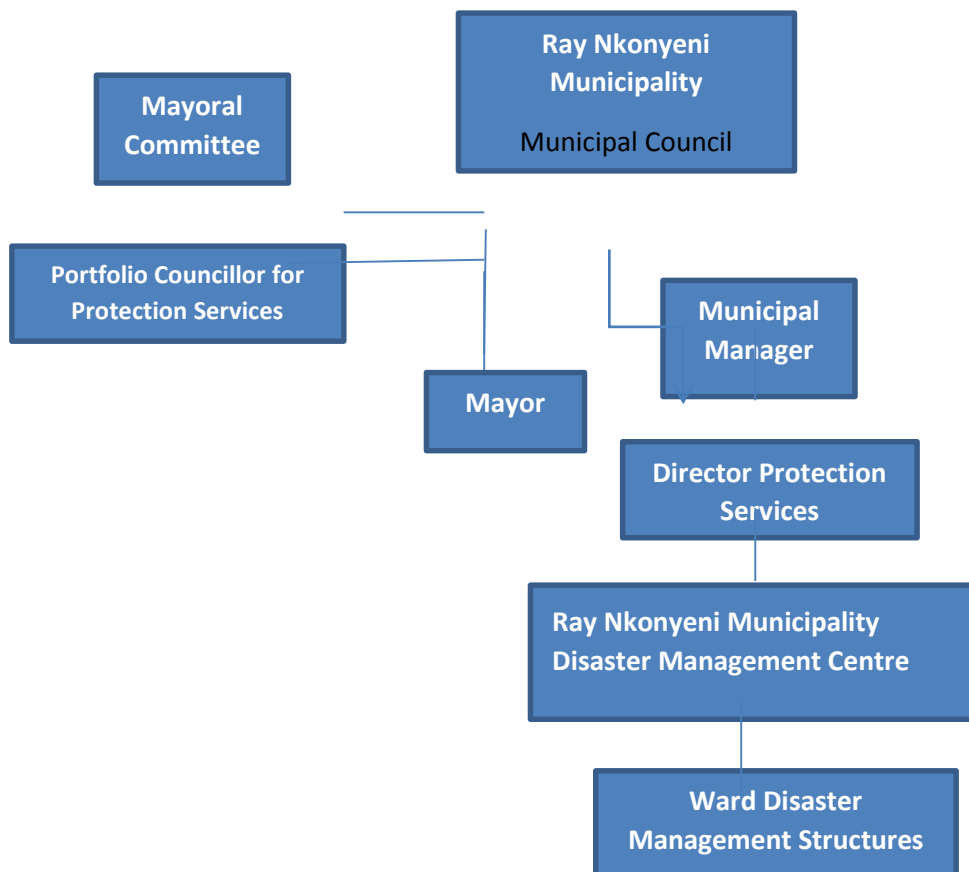 Ray Nkonyeni
Municipality
Municipal Council
Mayoral
Committee
Portfolio Councillor for
Protection Services
Municipal
Manager
Mayor
Director Protection
Services
Ray Nkonyeni Municipality
Disaster Management Centre
Ward Disaster
Management Structures